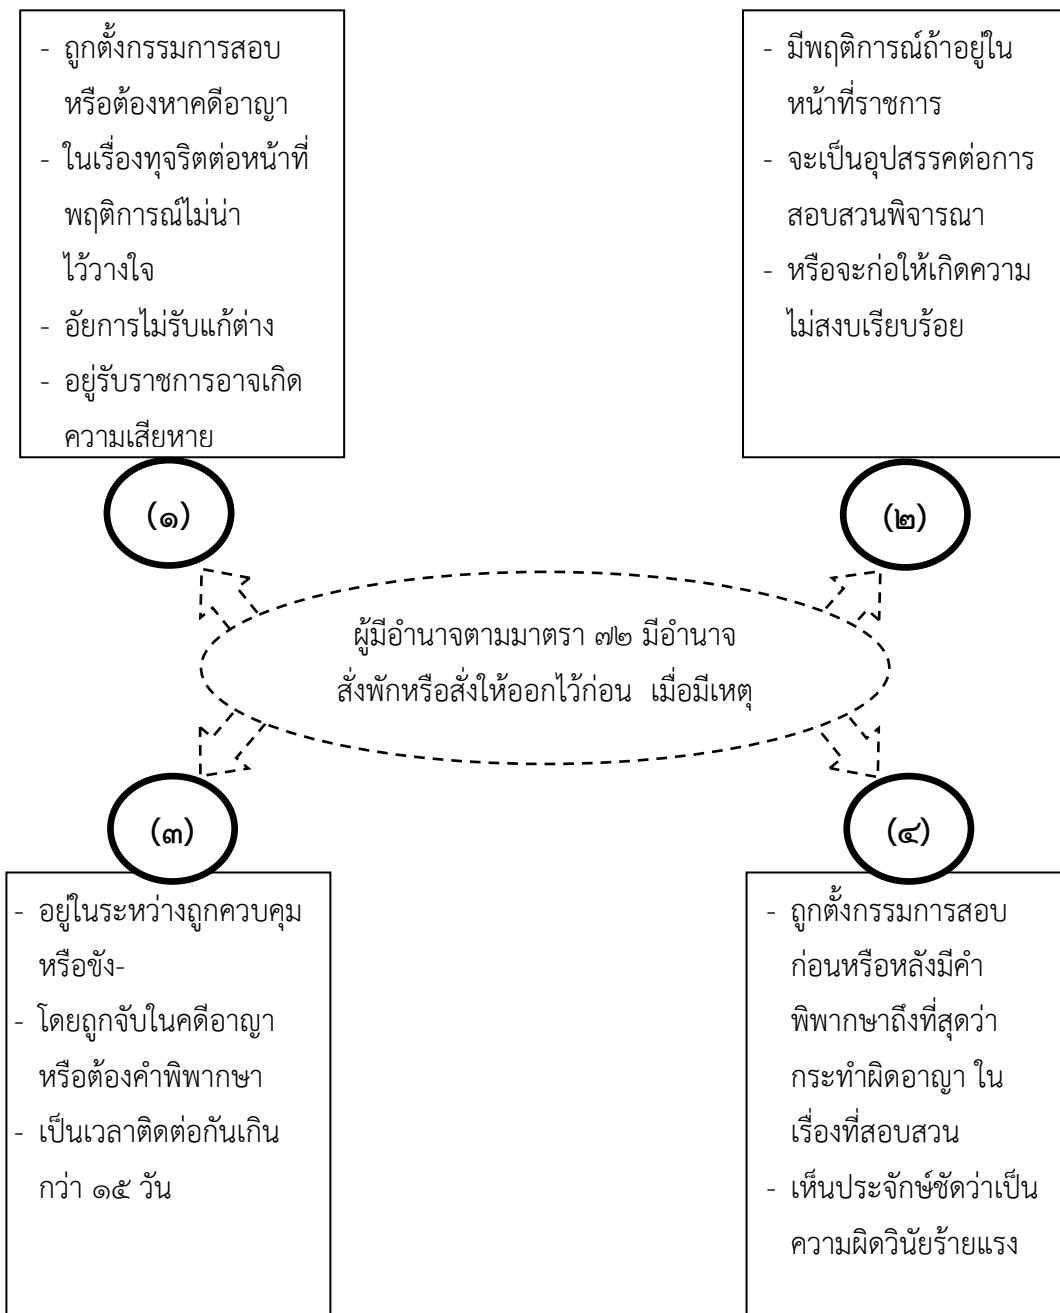 - ถูกตั้งกรรมการสอบ
หรือต้องหาคดีอาญา
- ในเรื่องทุจริตต่อหน้าที่
พฤติการณ์ไม่น่า
ไว้วางใจ
- อัยการไม่รับแก้ต่าง
- อยู่รับราชการอาจเกิด
ความเสียหาย
(๑)
- มีพฤติการณ์ถ้าอยู่ใน
หน้าที่ราชการ
- จะเป็นอุปสรรคต่อการ
สอบสวนพิจารณา
- หรือจะก่อให้เกิดความ
ไม่สงบเรียบร้อย
(๒)
ผู้มีอำนาจตามมาตรา ๗๒ มีอำนาจ
สั่งพักหรือสั่งให้ออกไว้ก่อน เมื่อมีเหตุ
(๓)
- อยู่ในระหว่างถูกควบคุม
หรือขัง-
- โดยถูกจับในคดีอาญา
หรือต้องคำพิพากษา
- เป็นเวลาติดต่อกันเกิน
กว่า ๑๕ วัน
(๔)
- ถูกตั้งกรรมการสอบ
ก่อนหรือหลังมีคำ
พิพากษาถึงที่สุดว่า
กระทำผิดอาญา ใน
เรื่องที่สอบสวน
- เห็นประจักษ์ชัดว่าเป็น
ความผิดวินัยร้ายแรง